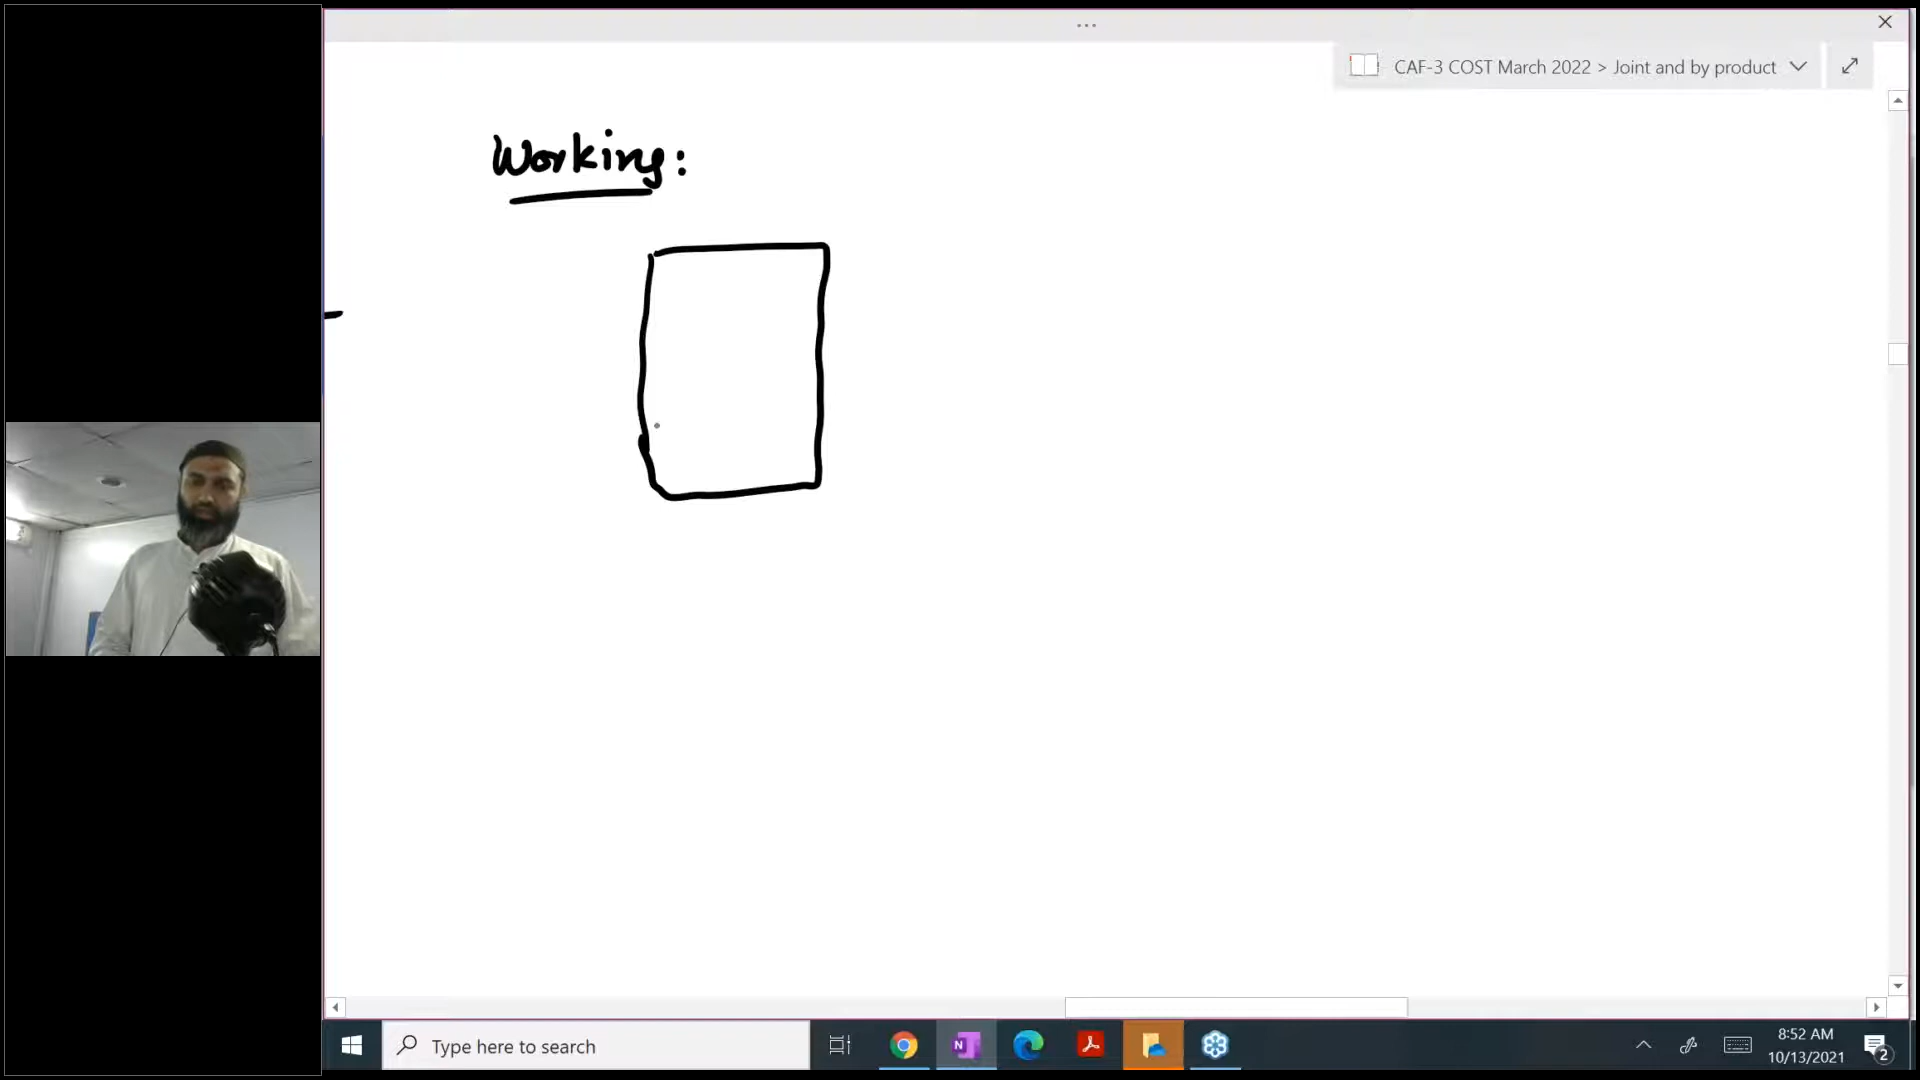 CAF-3 COST March 2022 > Joint and by product
Working:
Type here to search
N
8:52 AM
10/13/2021
2